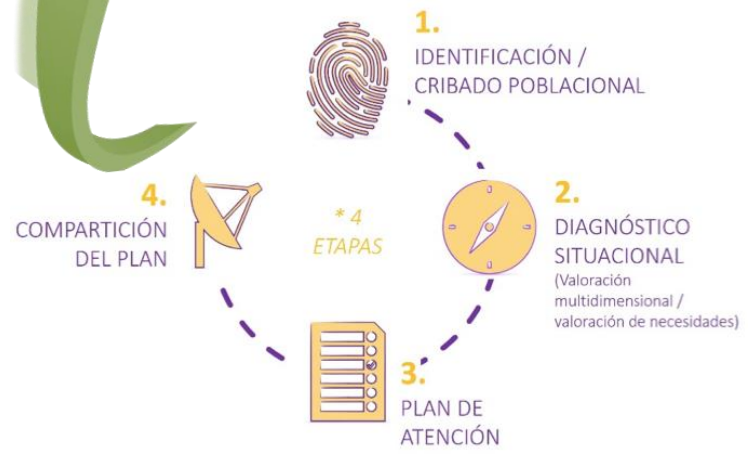 1.
IDENTIFICACIÓN /
CRIBADO POBLACIONAL
2.
DIAGNÓSTICO
SITUACIONAL
(Valoración
multidimensional /
valoración de necesidades)
3.
PLAN DE
ATENCIÓN
4.
COMPARTICIÓN
DEL PLAN
* 4
ETAPAS